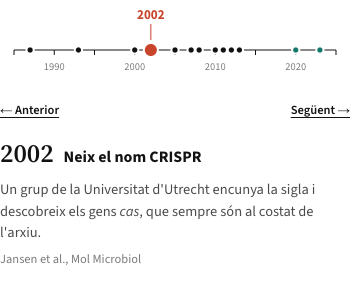 2002
1990 2000 2010 2020
← Anterior Següent →
2002 Neix el nom CRISPR
Un grup de la Universitat d'Utrecht encunya la sigla i
descobreix els gens cas, que sempre són al costat de
l'arxiu.
Jansen et al., Mol Microbiol